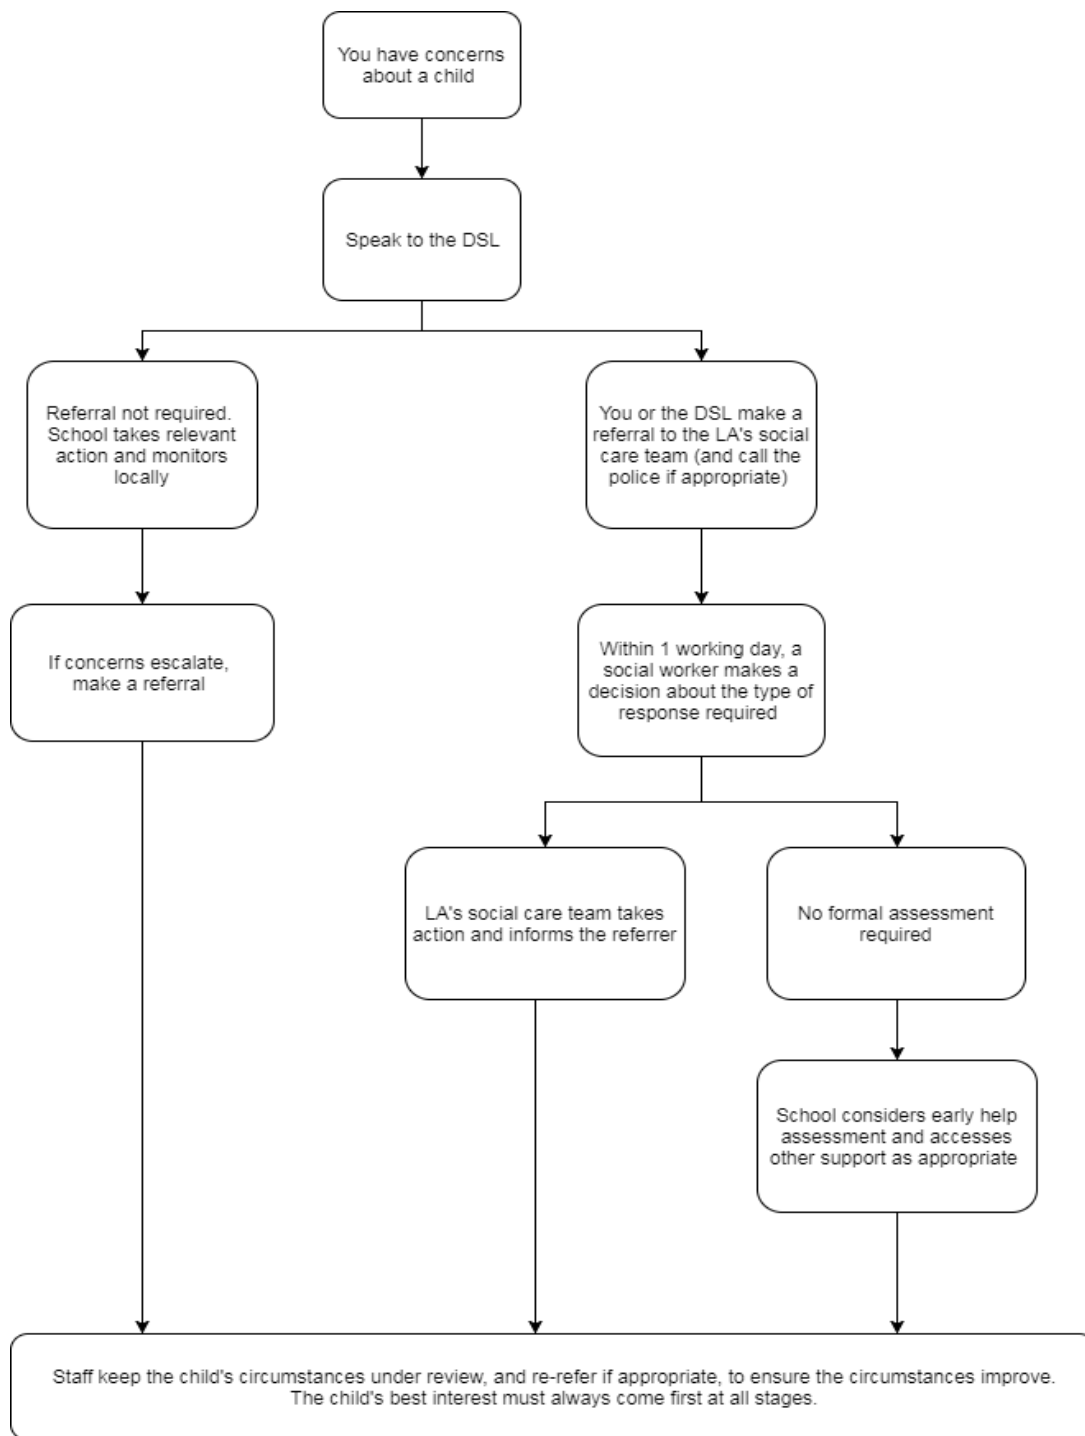 You have concerns
about a child
Speak to the DSL
Referral not required.
School takes relevant
action and monitors
locally
You or the DSL make a
referral to the LA's social
care team (and call the
police if appropriate)
If concerns escalate,
make a referral
Within 1 working day, a
social worker makes a
decision about the type of
response required
LA's social care team takes
action and informs the referrer
No formal assessment
required
School considers early help
assessment and accesses
other support as appropriate
Staff keep the child's circumstances under review, and re-refer if appropriate, to ensure the circumstances improve.
The child's best interest must always come first at all stages.